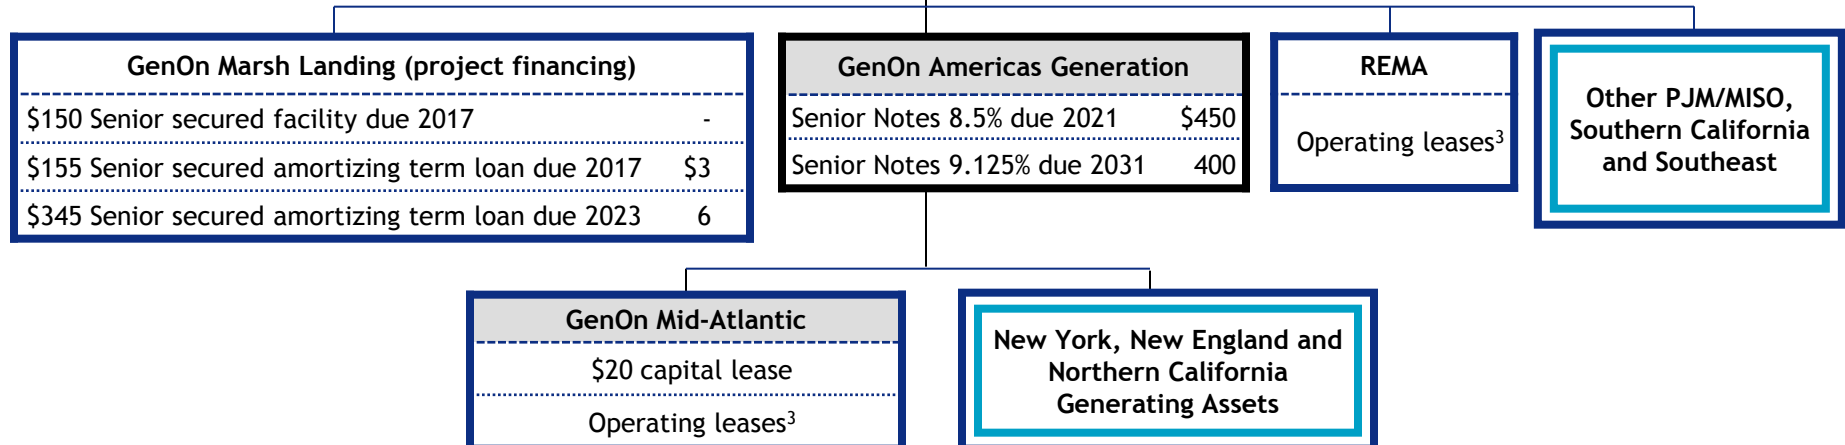 GenOn Marsh Landing (project financing)
$150 Senior secured facility due 2017 -
$155 Senior secured amortizing term loan due 2017 $3
$345 Senior secured amortizing term loan due 2023 6
GenOn Americas Generation
Senior Notes 8.5% due 2021 $450
Senior Notes 9.125% due 2031 400
REMA
Operating leases³
Other PJM/MISO,
Southern California
and Southeast
GenOn Mid-Atlantic
$20 capital lease
Operating leases³
New York, New England and
Northern California
Generating Assets